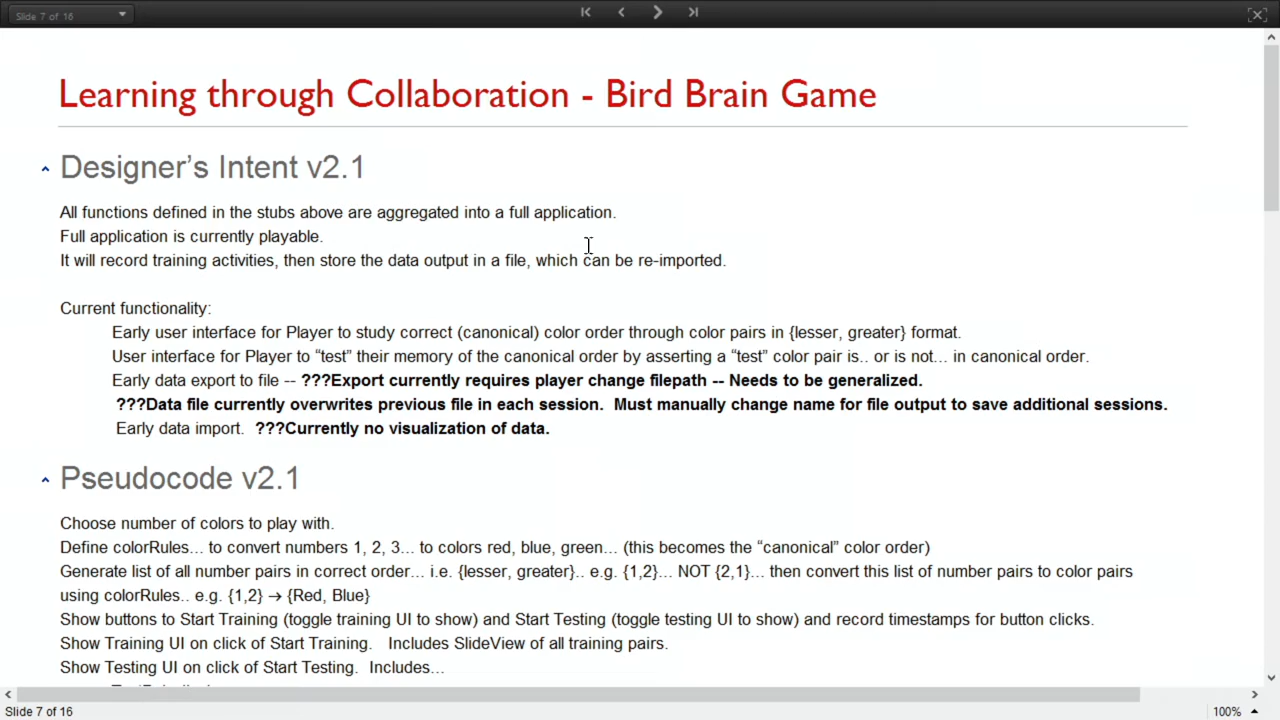 Slide 7 of 16
Learning through Collaboration - Bird Brain Game
Designer’s Intent v2.1
All functions defined in the stubs above are aggregated into a full application.
Full application is currently playable.
It will record training activities, then store the data output in a file, which can be re-imported.
Current functionality:
Early user interface for Player to study correct (canonical) color order through color pairs in {lesser, greater} format.
User interface for Player to “test” their memory of the canonical order by asserting a “test” color pair is.. or is not... in canonical order.
Early data export to file -- ???Export currently requires player change filepath -- Needs to be generalized.
???Data file currently overwrites previous file in each session.  Must manually change name for file output to save additional sessions.
Early data import.  ???Currently no visualization of data.
Pseudocode v2.1
Choose number of colors to play with.
Define colorRules... to convert numbers 1, 2, 3... to colors red, blue, green... (this becomes the “canonical” color order)
Generate list of all number pairs in correct order... i.e. {lesser, greater}.. e.g. {1,2}... NOT {2,1}... then convert this list of number pairs to color pairs
using colorRules.. e.g. {1,2} → {Red, Blue}
Show buttons to Start Training (toggle training UI to show) and Start Testing (toggle testing UI to show) and record timestamps for button clicks.
Show Training UI on click of Start Training.   Includes SlideView of all training pairs.
Show Testing UI on click of Start Testing.  Includes...
Slide 7 of 16
100%